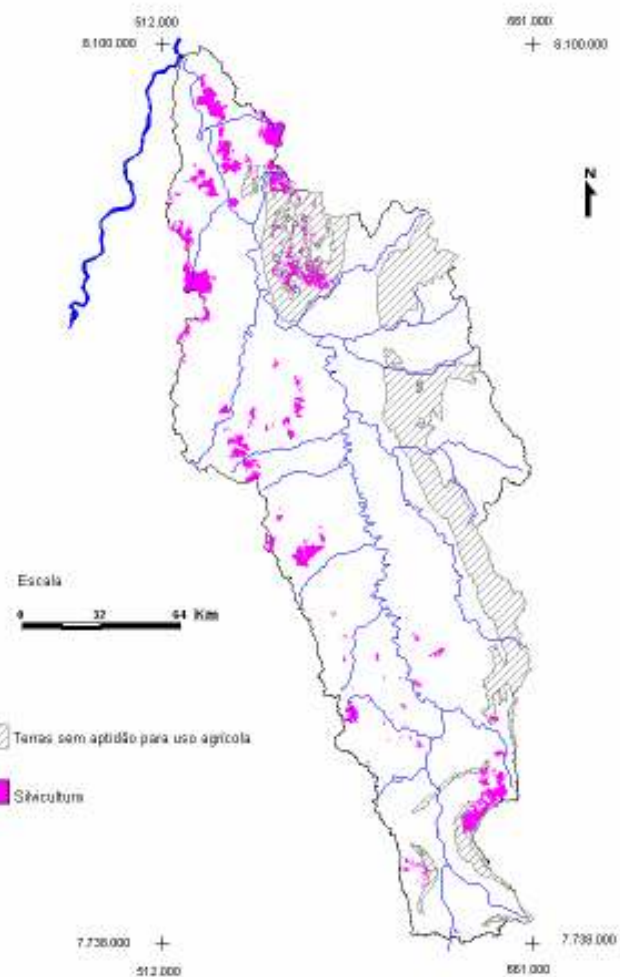 512.000
661.000
8.100.000
8.100.000
N
Escala
0 32 64 Km
Terras sem aptidão para uso agrícola
Silvicultura
7.738.000
7.738.000
512.000
661.000